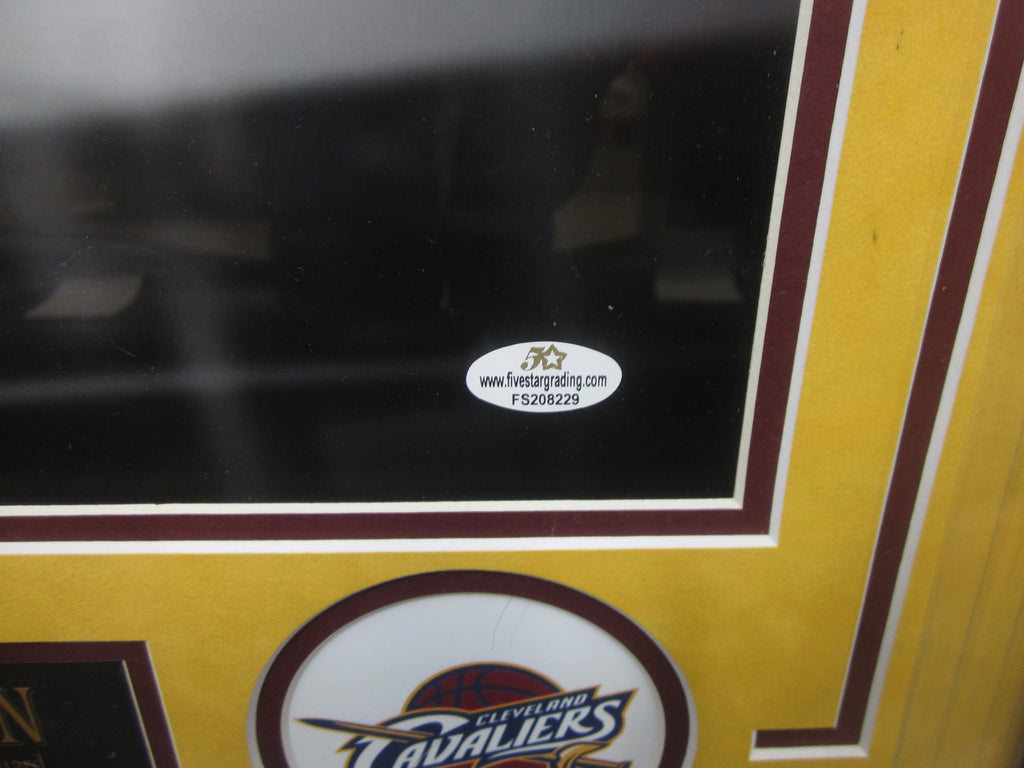 5
www.fivestargrading.com
FS208229
CLEVELAND
CAVALIERS
N